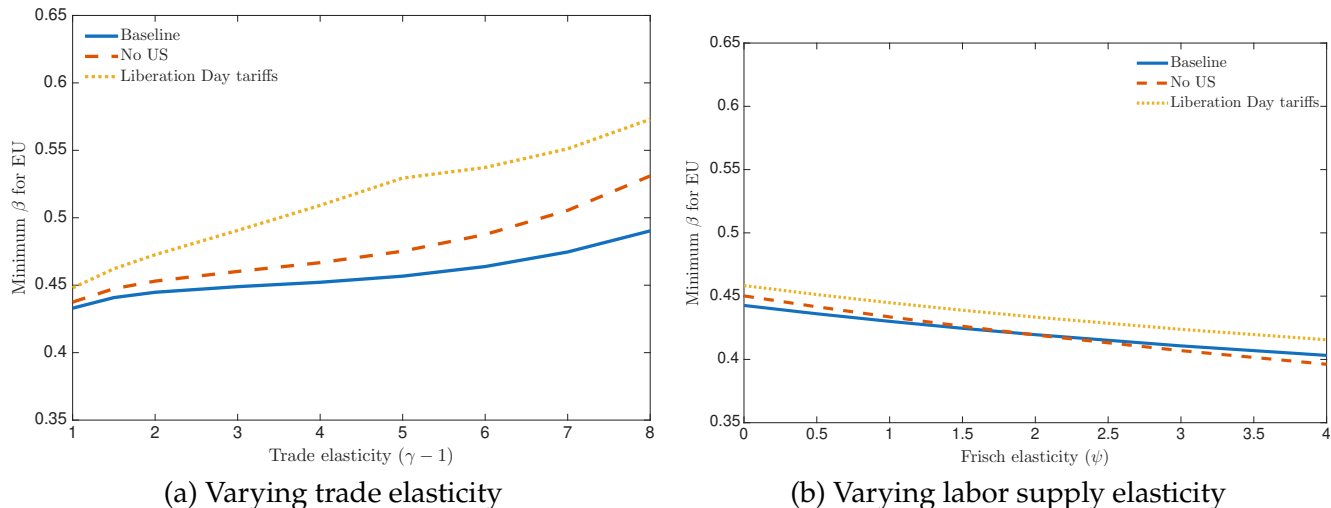 0.65
0.6
0.55
0.5
0.45
0.4
0.35
Minimum β for EU
Baseline
No US
Liberation Day tariffs
1 2 3 4 5 6 7 8
Trade elasticity (γ − 1)
(a) Varying trade elasticity
0.65
0.6
0.55
0.5
0.45
0.4
0.35
Minimum β for EU
Baseline
No US
Liberation Day tariffs
0 0.5 1 1.5 2 2.5 3 3.5 4
Frisch elasticity (ψ)
(b) Varying labor supply elasticity